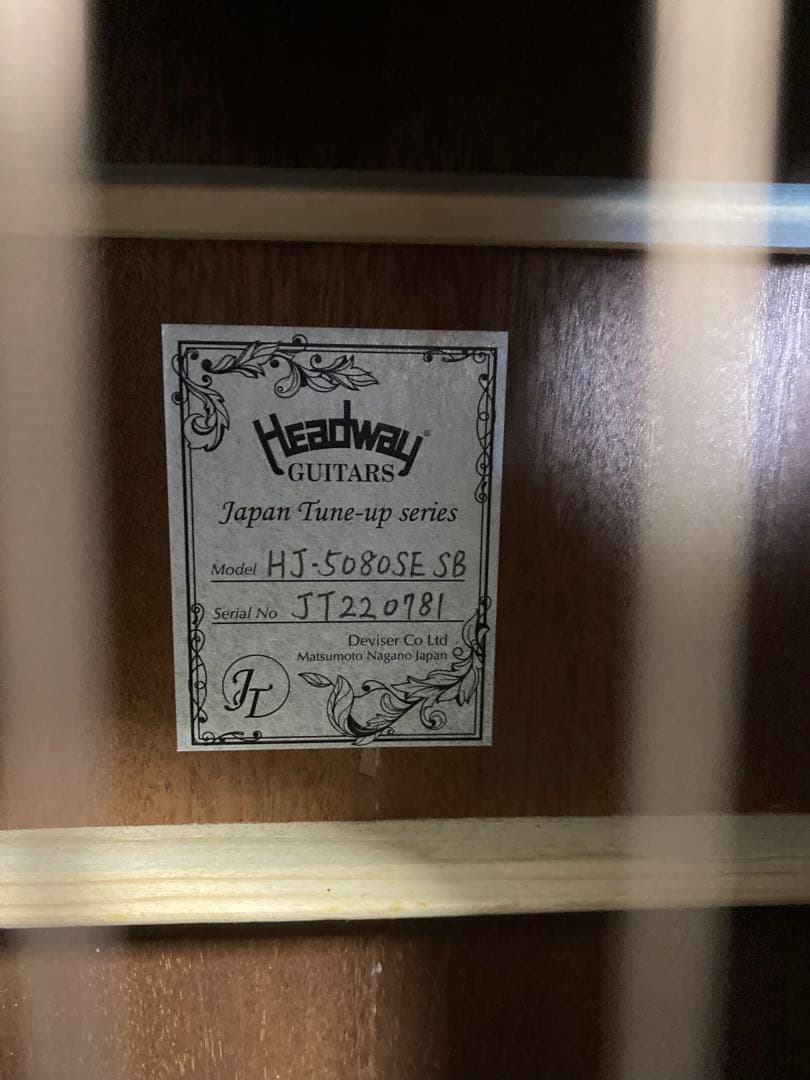 Headway®
GUITARS
Japan Tune-up series
Model HJ-5080SE SB
Serial No JT220781
Deviser Co Ltd
Matsumoto Nagano Japan
JT